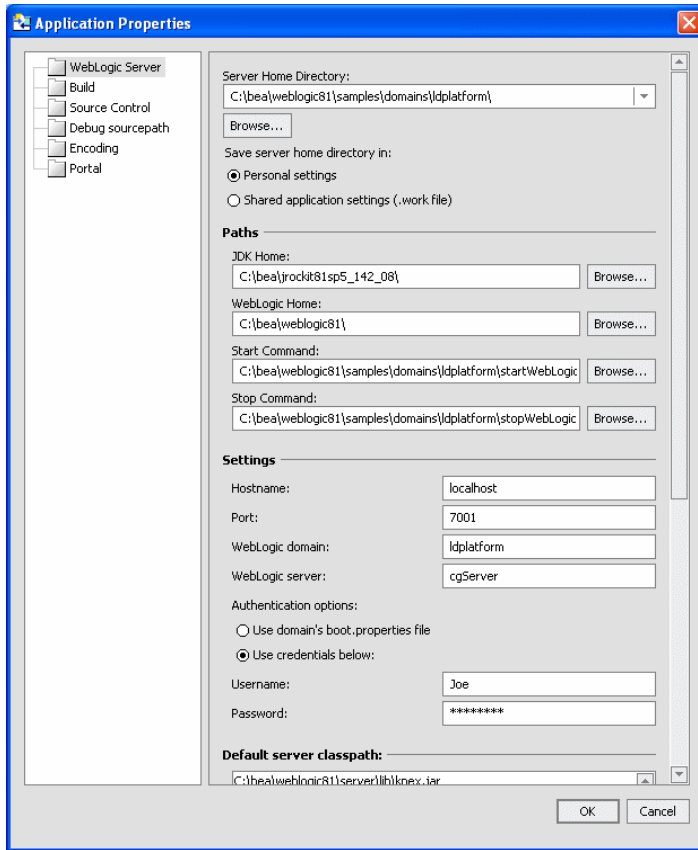 Application Properties
WebLogic Server
Build
Source Control
Debug sourcepath
Encoding
Portal
Server Home Directory:
C:\bea\weblogic81\samples\domains\ldplatform\
Browse...
Save server home directory in:
Personal settings
Shared application settings (.work file)
Paths
JDK Home:
C:\bea\jrockit81sp5_142_08\
Browse...
WebLogic Home:
C:\bea\weblogic81\
Browse...
Start Command:
C:\bea\weblogic81\samples\domains\ldplatform\startWebLogic
Browse...
Stop Command:
C:\bea\weblogic81\samples\domains\ldplatform\stopWebLogic
Browse...
Settings
Hostname: localhost
Port: 7001
WebLogic domain: ldplatform
WebLogic server: cgServer
Authentication options:
Use domain's boot.properties file
Use credentials below:
Username: Joe
Password: ********
Default server classpath:
C:\bea\weblogic81\server\lib\knex.jar
OK Cancel